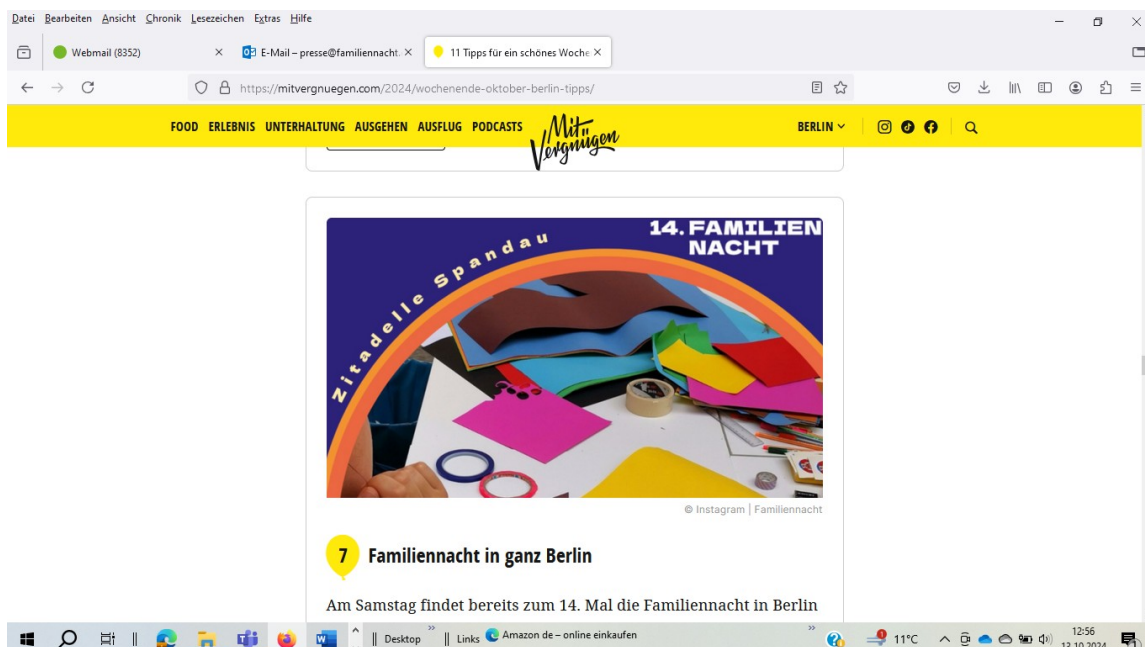 Datei Bearbeiten Ansicht Chronik Lesezeichen Extras Hilfe
Webmail (8352)
E-Mail – presse@familiennacht.
11 Tipps für ein schönes Woche
https://mitvergnuegen.com/2024/wochenende-oktober-berlin-tipps/
FOOD ERLEBNIS UNTERHALTUNG AUSGEHEN AUSFLUG PODCASTS
Mit Vergnügen
BERLIN
14. FAMILIEN
NACHT
Zitadelle Spandau
© Instagram | Familiennacht
7 Familiennacht in ganz Berlin
Am Samstag findet bereits zum 14. Mal die Familiennacht in Berlin
Desktop
Links
Amazon de – online einkaufen
11°C
12:56
13.10.2024